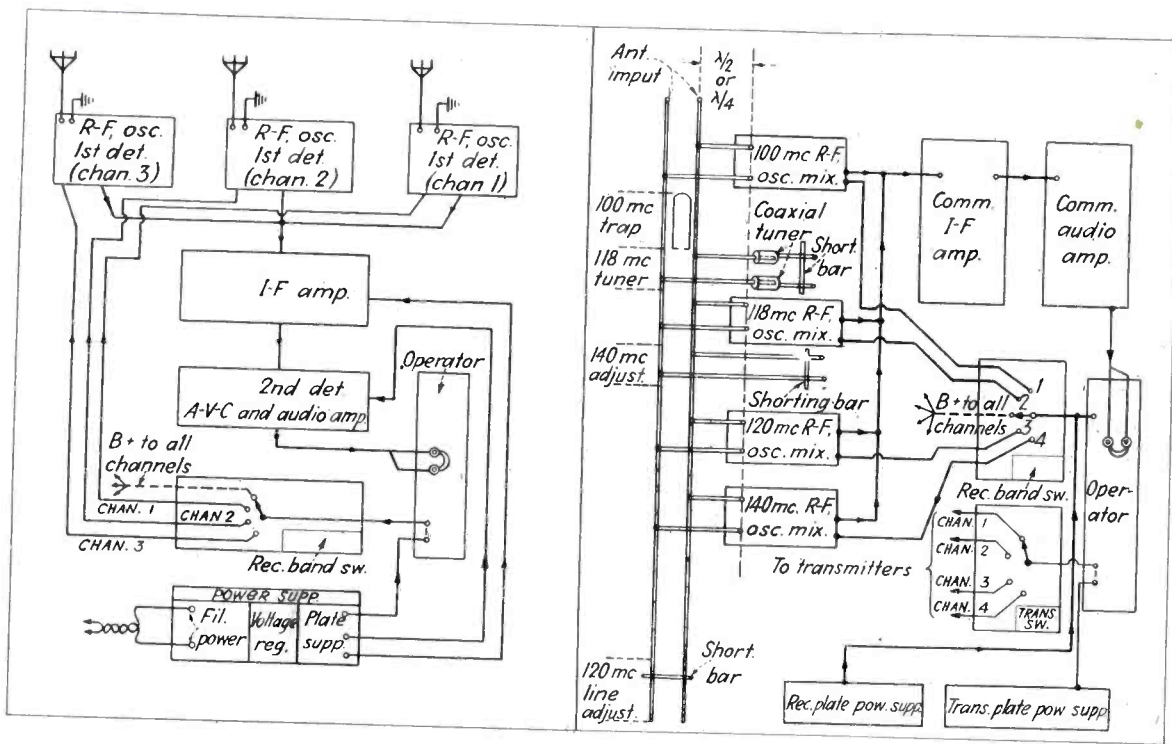 R-F, osc.
1st det.
(chan. 3)
R-F, osc.
1st det.
(chan. 2)
R-F, osc.
1st det.
(chan. 1)
I-F amp.
2nd det.
A-V-C and audio amp.
Operator
B+ to all
channels
CHAN. 1
CHAN 2
CHAN. 3
Rec. band sw.
POWER SUPP.
Fil.
power
Voltage
reg.
Plate
supp.
Ant.
imput
λ/2
or
λ/4
100 mc R-F,
osc. mix.
100 mc
trap
Coaxial
tuner
Short.
bar
118 mc
tuner
118 mc R-F,
osc. mix.
140 mc
adjust.
Shorting bar
120 mc R-F,
osc. mix.
140 mc. R-F,
osc. mix.
120 mc
line
adjust.
Short.
bar
Comm.
I-F
amp.
Comm.
audio
amp.
1
2
3
4
B+ to all
channels
Rec. band sw.
Oper-
ator
To transmitters
CHAN. 1
CHAN. 2
CHAN. 3
CHAN. 4
TRANS
SW.
Rec. plate pow. supp.
Trans. plate pow supp.